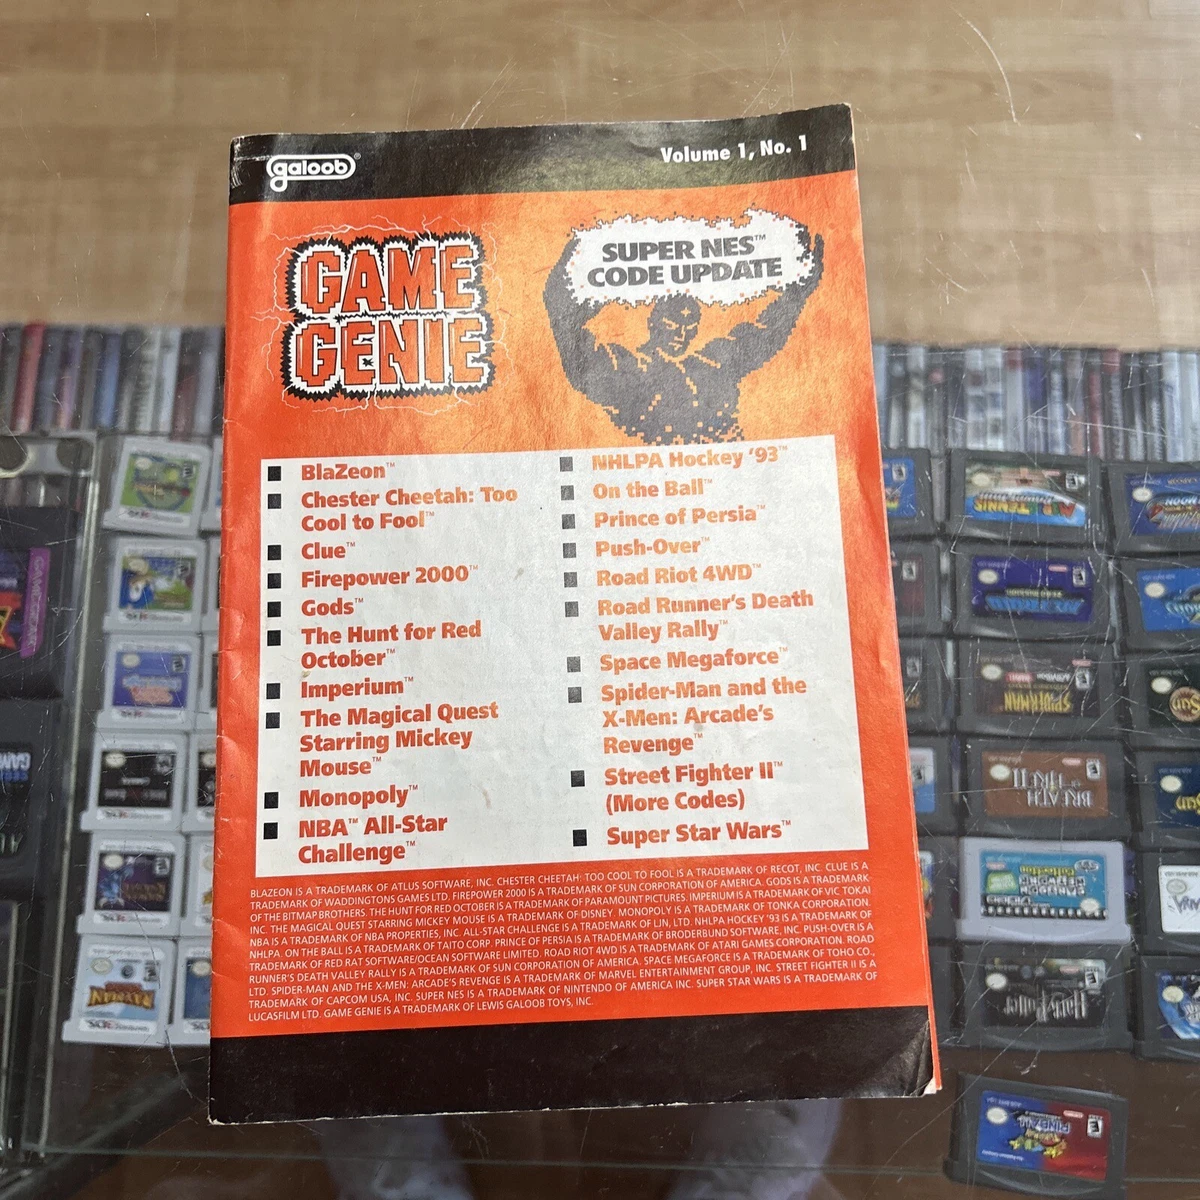 galoob®
Volume 1, No. 1
GAME
GENIE
SUPER NES™
CODE UPDATE
BlaZeon™
Chester Cheetah: Too
Cool to Fool™
Clue™
Firepower 2000™
Gods™
The Hunt for Red
October™
Imperium™
The Magical Quest
Starring Mickey
Mouse™
Monopoly™
NBA™ All-Star
Challenge™
NHLPA Hockey '93™
On the Ball™
Prince of Persia™
Push-Over™
Road Riot 4WD™
Road Runner's Death
Valley Rally™
Space Megaforce™
Spider-Man and the
X-Men: Arcade's
Revenge™
Street Fighter II™
(More Codes)
Super Star Wars™
BLAZEON IS A TRADEMARK OF ATLUS SOFTWARE, INC. CHESTER CHEETAH: TOO COOL TO FOOL IS A TRADEMARK OF RECOT, INC. CLUE IS A
TRADEMARK OF WADDINGTONS GAMES LTD. FIREPOWER 2000 IS A TRADEMARK OF SUN CORPORATION OF AMERICA. GODS IS A TRADEMARK
OF THE BITMAP BROTHERS. THE HUNT FOR RED OCTOBER IS A TRADEMARK OF PARAMOUNT PICTURES. IMPERIUM IS A TRADEMARK OF VIC TOKAI
INC. THE MAGICAL QUEST STARRING MICKEY MOUSE IS A TRADEMARK OF DISNEY. MONOPOLY IS A TRADEMARK OF TONKA CORPORATION.
NBA IS A TRADEMARK OF NBA PROPERTIES, INC. ALL-STAR CHALLENGE IS A TRADEMARK OF LJN, LTD. NHLPA HOCKEY '93 IS A TRADEMARK OF
NHLPA. ON THE BALL IS A TRADEMARK OF TAITO CORP. PRINCE OF PERSIA IS A TRADEMARK OF BRODERBUND SOFTWARE, INC. PUSH-OVER IS A
TRADEMARK OF RED RAT SOFTWARE/OCEAN SOFTWARE LIMITED. ROAD RIOT 4WD IS A TRADEMARK OF ATARI GAMES CORPORATION. ROAD
RUNNER'S DEATH VALLEY RALLY IS A TRADEMARK OF SUN CORPORATION OF AMERICA. SPACE MEGAFORCE IS A TRADEMARK OF TOHO CO.,
LTD. SPIDER-MAN AND THE X-MEN: ARCADE'S REVENGE IS A TRADEMARK OF MARVEL ENTERTAINMENT GROUP, INC. STREET FIGHTER II IS A
TRADEMARK OF CAPCOM USA, INC. SUPER NES IS A TRADEMARK OF NINTENDO OF AMERICA INC. SUPER STAR WARS IS A TRADEMARK OF
LUCASFILM LTD. GAME GENIE IS A TRADEMARK OF LEWIS GALOOB TOYS, INC.
SPIDERMAN
BREATH OF FIRE II
Harry Potter
RAYMAN
PINBALL